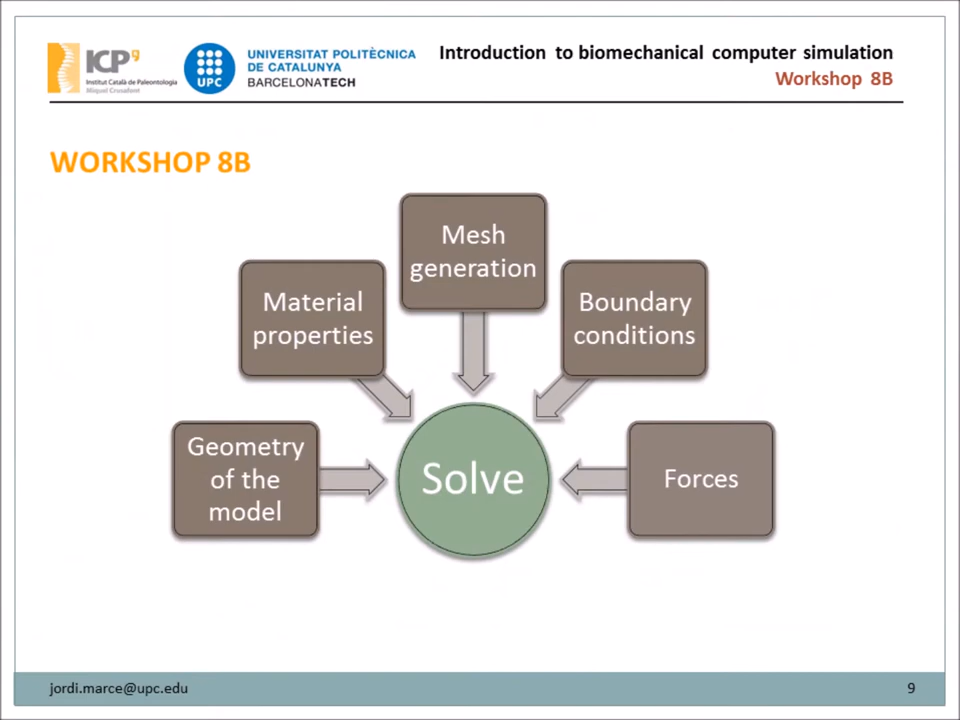 ICP
Institut Català de Paleontologia
Miquel Crusafont
UPC
UNIVERSITAT POLITÈCNICA
DE CATALUNYA
BARCELONATECH
Introduction to biomechanical computer simulation
Workshop 8B
WORKSHOP 8B
Mesh
generation
Material
properties
Boundary
conditions
Geometry
of the
model
Solve
Forces
jordi.marce@upc.edu
9